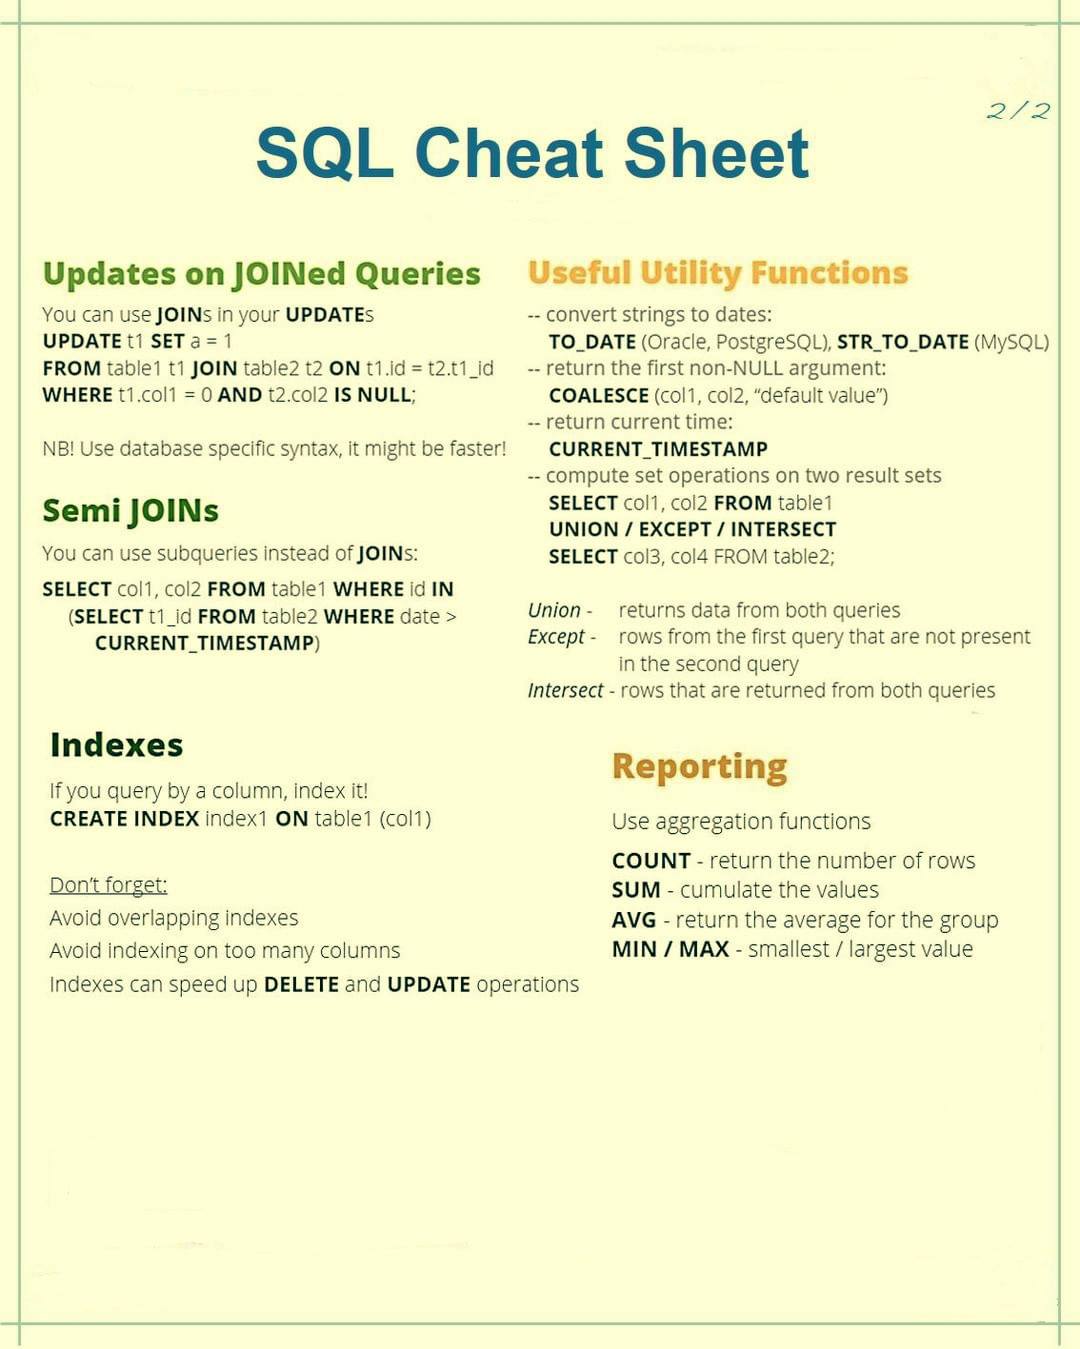 2/2
SQL Cheat Sheet
Updates on JOINed Queries
You can use JOINs in your UPDATEs
UPDATE t1 SET a = 1
FROM table1 t1 JOIN table2 t2 ON t1.id = t2.t1_id
WHERE t1.col1 = 0 AND t2.col2 IS NULL;
NB! Use database specific syntax, it might be faster!
Semi JOINs
You can use subqueries instead of JOINs:
SELECT col1, col2 FROM table1 WHERE id IN
(SELECT t1_id FROM table2 WHERE date >
CURRENT_TIMESTAMP)
Indexes
If you query by a column, index it!
CREATE INDEX index1 ON table1 (col1)
Don't forget:
Avoid overlapping indexes
Avoid indexing on too many columns
Indexes can speed up DELETE and UPDATE operations
Useful Utility Functions
-- convert strings to dates:
TO_DATE (Oracle, PostgreSQL), STR_TO_DATE (MySQL)
-- return the first non-NULL argument:
COALESCE (col1, col2, “default value”)
-- return current time:
CURRENT_TIMESTAMP
-- compute set operations on two result sets
SELECT col1, col2 FROM table1
UNION / EXCEPT / INTERSECT
SELECT col3, col4 FROM table2;
Union - returns data from both queries
Except - rows from the first query that are not present
in the second query
Intersect - rows that are returned from both queries
Reporting
Use aggregation functions
COUNT - return the number of rows
SUM - cumulate the values
AVG - return the average for the group
MIN / MAX - smallest / largest value